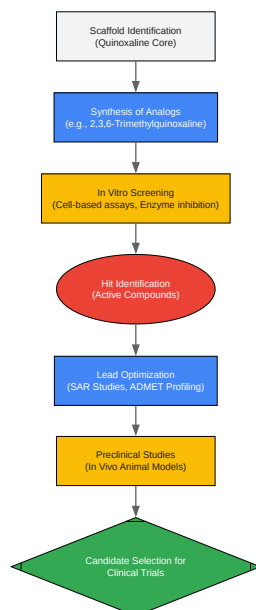 Scaffold Identification
(Quinoxaline Core)
Synthesis of Analogs
(e.g., 2,3,6-Trimethylquinoxaline)
In Vitro Screening
(Cell-based assays, Enzyme inhibition)
Hit Identification
(Active Compounds)
Lead Optimization
(SAR Studies, ADMET Profiling)
Preclinical Studies
(In Vivo Animal Models)
Candidate Selection for
Clinical Trials